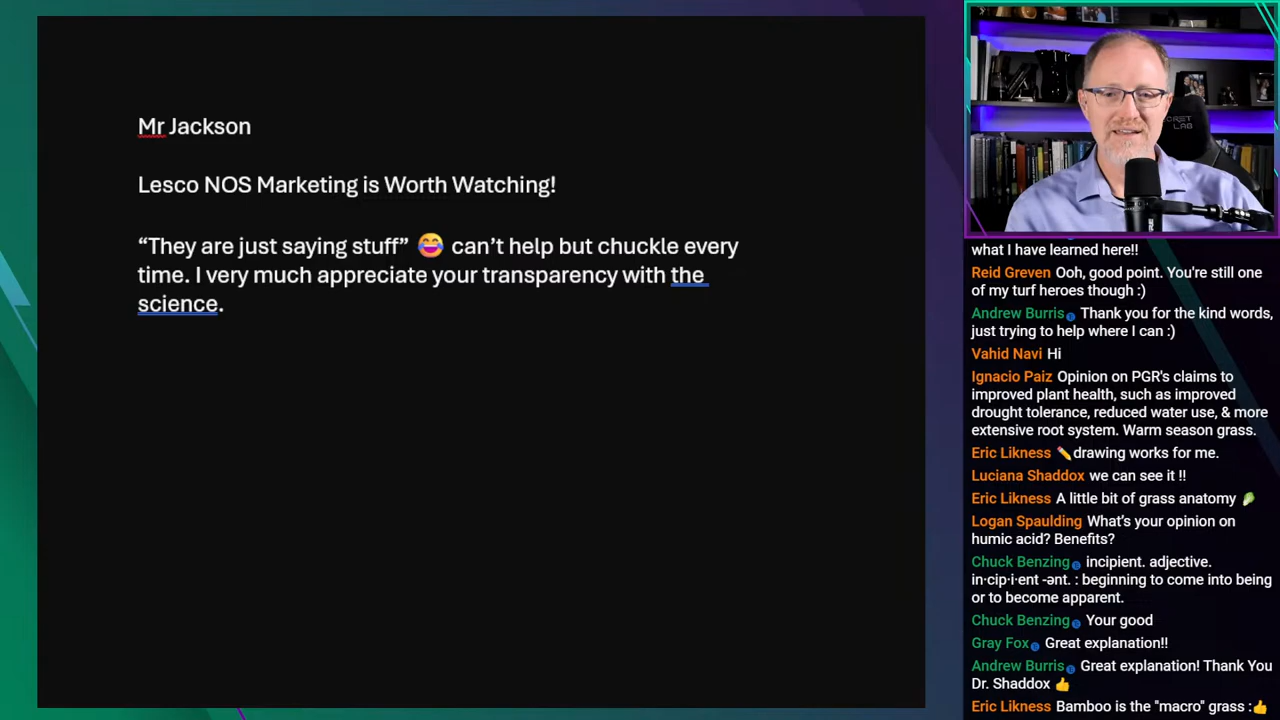 Mr Jackson
Lesco NOS Marketing is Worth Watching!
“They are just saying stuff” 😂 can’t help but chuckle every
time. I very much appreciate your transparency with the
science.
SECRET
LAB
what I have learned here!!
Reid Greven Ooh, good point. You're still one
of my turf heroes though :)
Andrew Burris Thank you for the kind words,
just trying to help where I can :)
Vahid Navi Hi
Ignacio Paiz Opinion on PGR's claims to
improved plant health, such as improved
drought tolerance, reduced water use, & more
extensive root system. Warm season grass.
Eric Likness ✏️drawing works for me.
Luciana Shaddox we can see it !!
Eric Likness A little bit of grass anatomy 🥬
Logan Spaulding What's your opinion on
humic acid? Benefits?
Chuck Benzing incipient. adjective.
in·cip·i·ent -ənt. : beginning to come into being
or to become apparent.
Chuck Benzing Your good
Gray Fox Great explanation!!
Andrew Burris Great explanation! Thank You
Dr. Shaddox 👍
Eric Likness Bamboo is the "macro" grass :👍